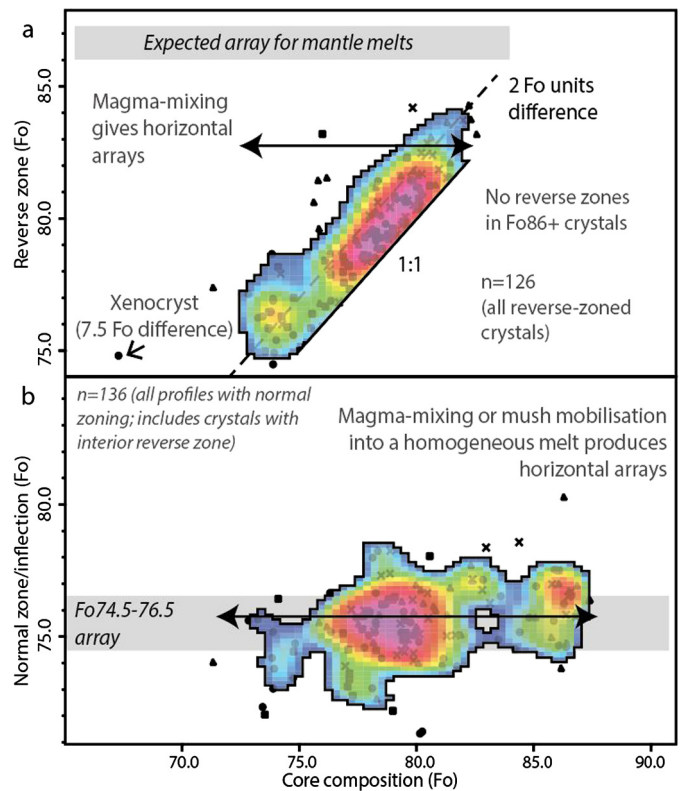 a
Expected array for mantle melts
85.0
80.0
75.0
Reverse zone (Fo)
2 Fo units
difference
Magma-mixing
gives horizontal
arrays
No reverse zones
in Fo86+ crystals
1:1
n=126
(all reverse-zoned
crystals)
Xenocryst
(7.5 Fo difference)
b
n=136 (all profiles with normal
zoning; includes crystals with
interior reverse zone)
Magma-mixing or mush mobilisation
into a homogeneous melt produces
horizontal arrays
80.0
75.0
Normal zone/inflection (Fo)
Fo74.5-76.5
array
70.0 75.0 80.0 85.0 90.0
Core composition (Fo)